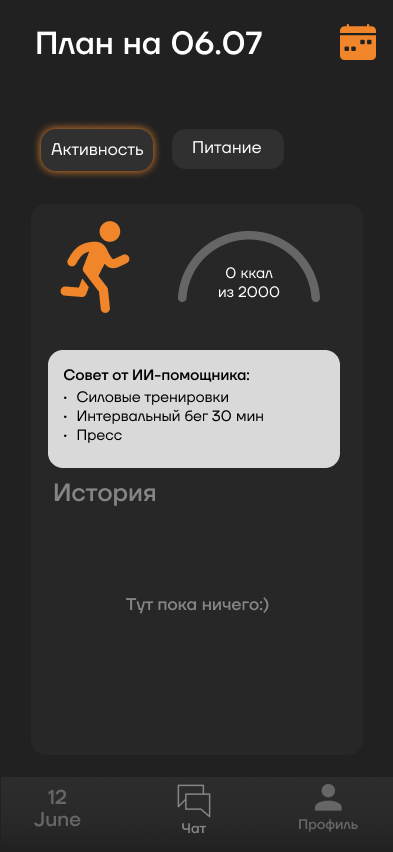 План на 06.07
Активность
Питание
0 ккал
из 2000
Совет от ИИ-помощника:
· Силовые тренировки
· Интервальный бег 30 мин
· Пресс
История
Тут пока ничего:)
12
June
Чат
Профиль